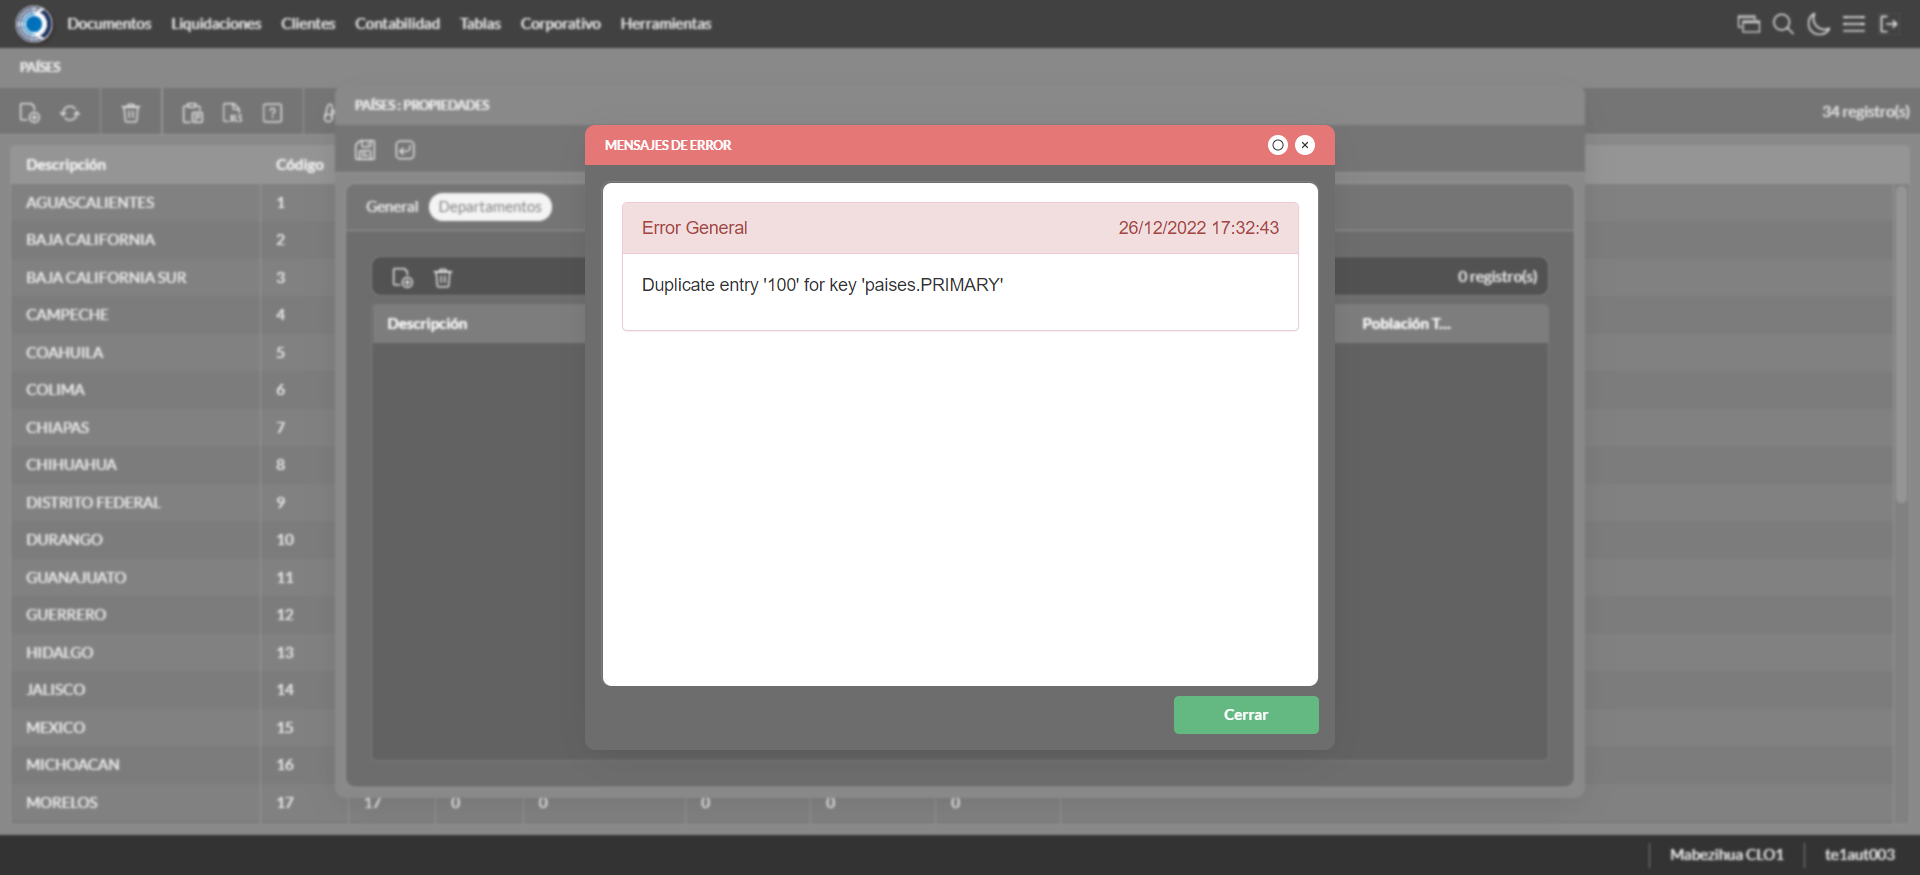 Documentos Liquidaciones Clientes Contabilidad Tablas Corporativo Herramientas
PAÍSES
34 registro(s)
PAÍSES : PROPIEDADES
MENSAJES DE ERROR
Descripción Código
General Departamentos
Error General 26/12/2022 17:32:43
Duplicate entry '100' for key 'paises.PRIMARY'
0 registro(s)
Descripción Población T...
AGUASCALIENTES 1
BAJA CALIFORNIA 2
BAJA CALIFORNIA SUR 3
CAMPECHE 4
COAHUILA 5
COLIMA 6
CHIAPAS 7
CHIHUAHUA 8
DISTRITO FEDERAL 9
DURANGO 10
GUANAJUATO 11
GUERRERO 12
HIDALGO 13
JALISCO 14
MEXICO 15
MICHOACAN 16
MORELOS 17 17 0 0 0 0 0
Cerrar
Mabezihua CLO1 te1aut003